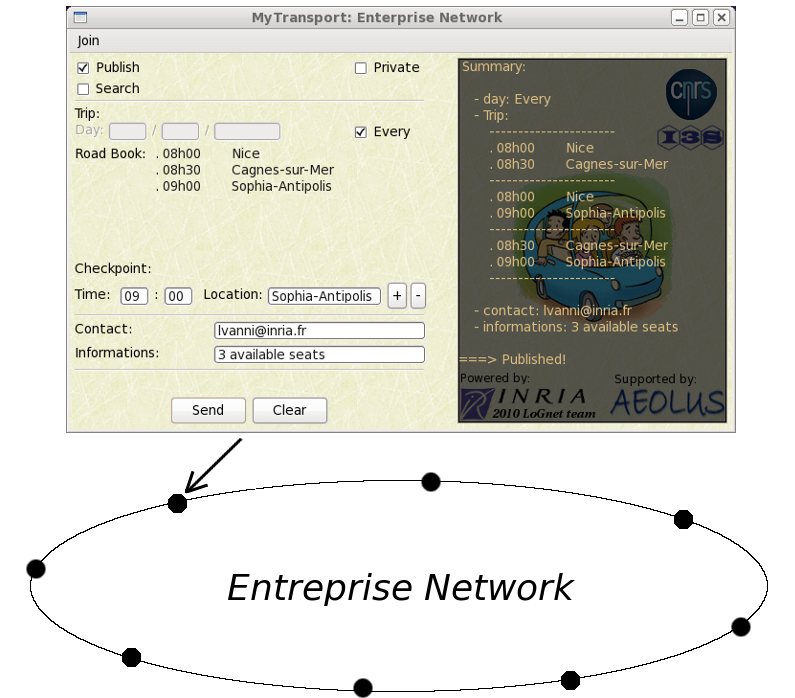 MyTransport: Enterprise Network
Join
Publish
Private
Search
Trip:
Day: / /
Every
Road Book: . 08h00 Nice
. 08h30 Cagnes-sur-Mer
. 09h00 Sophia-Antipolis
Checkpoint:
Time: 09 : 00 Location: Sophia-Antipolis + -
Contact: lvanni@inria.fr
Informations: 3 available seats
Send Clear
Summary:
- day: Every
- Trip:
-----------------------
. 08h00 Nice
. 08h30 Cagnes-sur-Mer
-----------------------
. 08h00 Nice
. 09h00 Sophia-Antipolis
-----------------------
. 08h30 Cagnes-sur-Mer
. 09h00 Sophia-Antipolis
-----------------------
- contact: lvanni@inria.fr
- informations: 3 available seats
===> Published!
cnrs
I3S
Powered by:
INRIA
2010 LoGnet team
Supported by:
AEOLUS
Entreprise Network